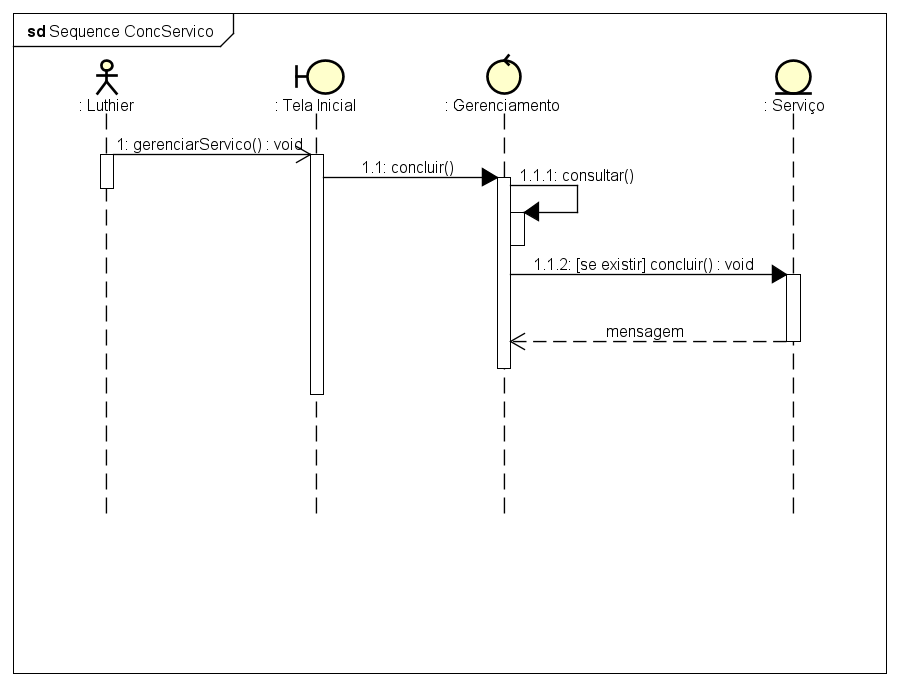 sd Sequence ConcServico
: Luthier
: Tela Inicial
: Gerenciamento
: Serviço
1: gerenciarServico() : void
1.1: concluir()
1.1.1: consultar()
1.1.2: [se existir] concluir() : void
mensagem